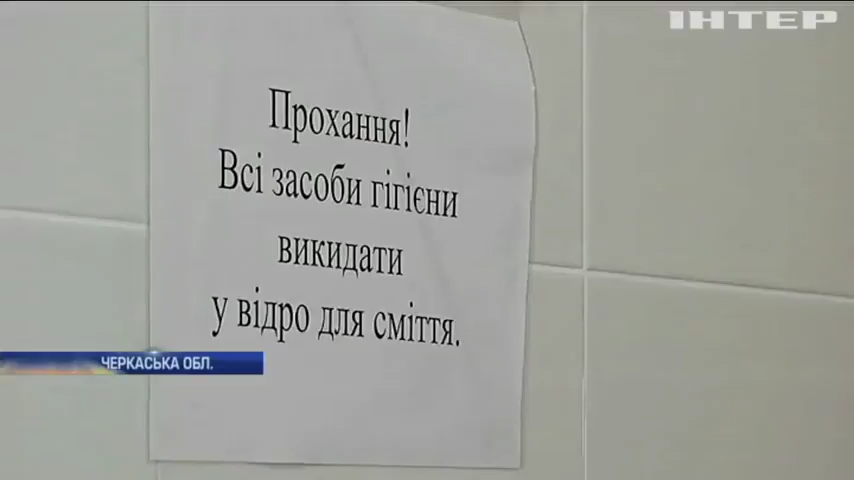 ІНТЕР
Прохання!
Всі засоби гігієни
викидати
у відро для сміття.
ЧЕРКАСЬКА ОБЛ.